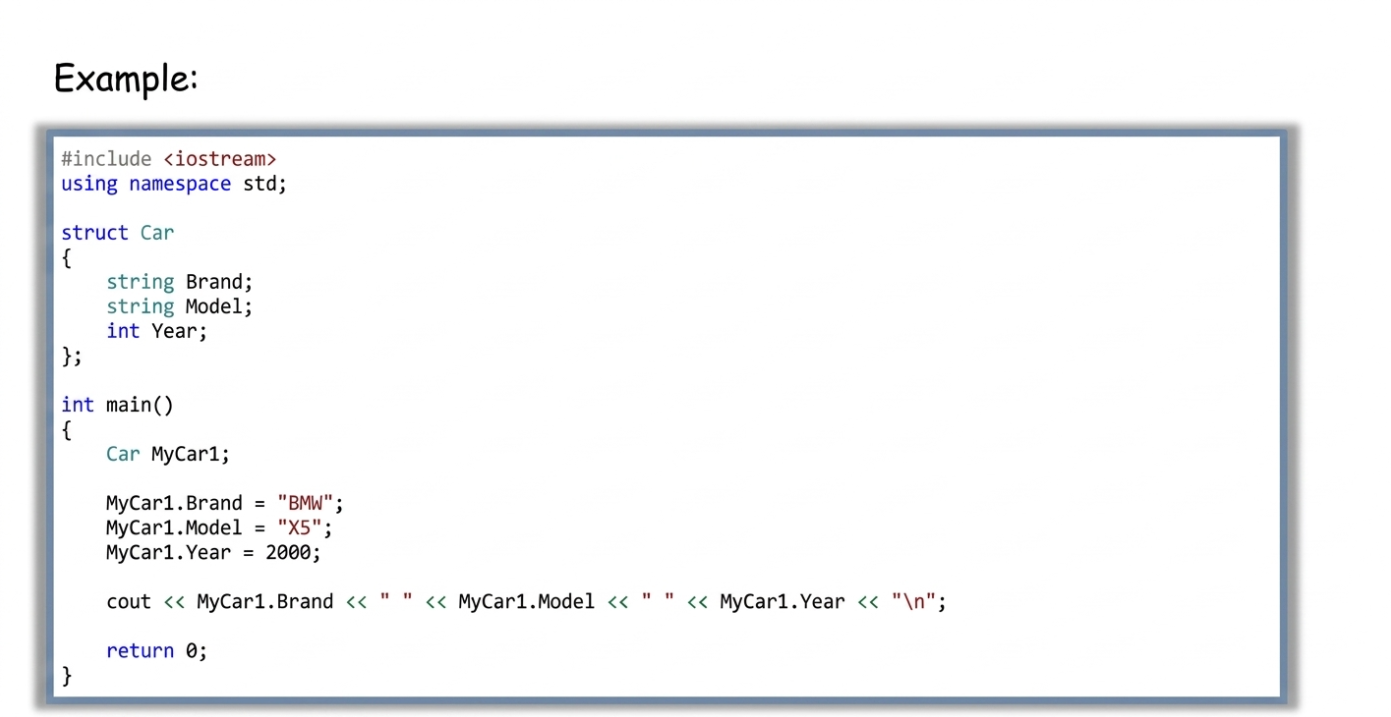 Example:
#include <iostream>
using namespace std;
struct Car
{
    string Brand;
    string Model;
    int Year;
};
int main()
{
    Car MyCar1;
    MyCar1.Brand = "BMW";
    MyCar1.Model = "X5";
    MyCar1.Year = 2000;
    cout << MyCar1.Brand << " " << MyCar1.Model << " " << MyCar1.Year << "\n";
    return 0;
}